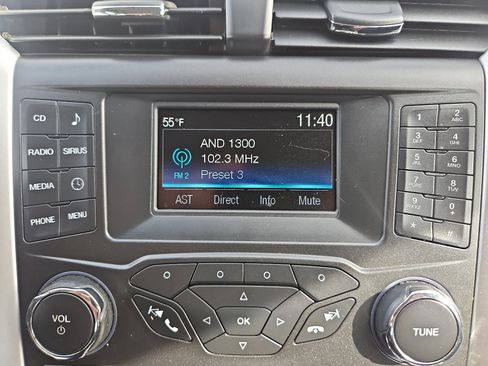 55°F 11:40
AND 1300
102.3 MHz
FM 2 Preset 3
AST Direct Info Mute
CD
RADIO SIRIUS
MEDIA
PHONE MENU
1 2 ABC
3 DEF 4 GHI
5 JKL 6 MNO
7 PQRS 8 TUV
9 WXYZ 0 +
* #
VOL
OK
TUNE